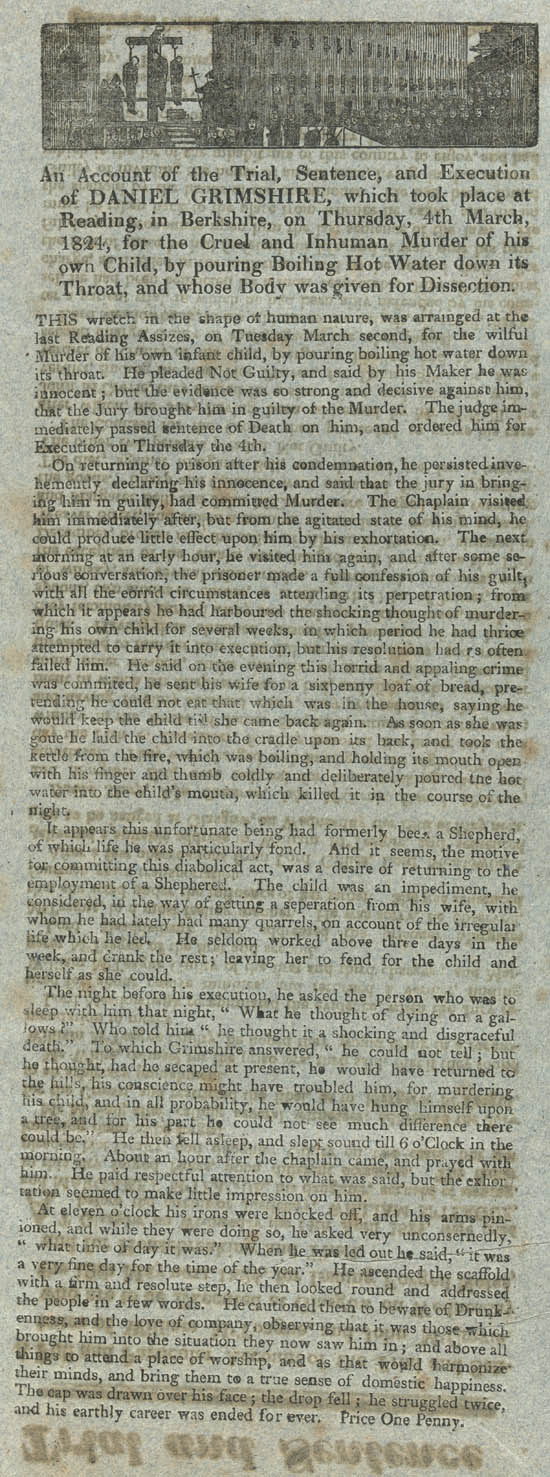 An Account of the Trial, Sentence, and Execution
of DANIEL GRIMSHIRE, which took place at
Reading, in Berkshire, on Thursday, 4th March,
1824, for the Cruel and Inhuman Murder of his
own Child, by pouring Boiling Hot Water down its
Throat, and whose Body was given for Dissection.
THIS wretch in the shape of human nature, was arrainged at the
last Reading Assizes, on Tuesday March second, for the wilful
Murder of his own infant child, by pouring boiling hot water down
its throat. He pleaded Not Guilty, and said by his Maker he was
innocent; but the evidence was so strong and decisive against him,
that the Jury brought him in guilty of the Murder. The judge im-
mediately passed sentence of Death on him, and ordered him for
Execution on Thursday the 4th.
On returning to prison after his condemnation, he persisted inve-
hemently declaring his innocence, and said that the jury in bring-
ing him in guilty, had committed Murder. The Chaplain visited
him immediately after, but from the agitated state of his mind, he
could produce little effect upon him by his exhortation. The next
morning at an early hour, he visited him again, and after some se-
rious conversation, the prisoner made a full confession of his guilt,
with all the eorrid circumstances attending its perpetration; from
which it appears he had harboured the shocking thought of murder-
ing his own child for several weeks, in which period he had thrice
attempted to carry it into execution, but his resolution had rs often
failed him. He said on the evening this horrid and appaling crime
was commited, he sent his wife for a sixpenny loaf of bread, pre-
tending he could not eat that which was in the house, saying he
would keep the child till she came back again. As soon as she was
gone he laid the child into the cradle upon its back, and took the
kettle from the fire, which was boiling, and holding its mouth open
with his finger and thumb coldly and deliberately poured the hot
water into the child's mouth, which killed it in the course of the
night.
It appears this unfortunate being had formerly been a Shepherd,
of which life he was particularly fond. And it seems, the motive
for committing this diabolical act, was a desire of returning to the
employment of a Shephered. The child was an impediment, he
considered, in the way of getting a seperation from his wife, with
whom he had lately had many quarrels, on account of the irregular
life which he led. He seldom worked above three days in the
week, and drank the rest; leaving her to fend for the child and
herself as she could.
The night before his execution, he asked the person who was to
sleep with him that night, " What he thought of dying on a gal-
lows ?" Who told him " he thought it a shocking and disgraceful
death." To which Grimshire answered, " he could not tell; but
he thought, had he secaped at present, he would have returned to
the hills, his conscience might have troubled him, for murdering
his child, and in all probability, he would have hung himself upon
a tree, and for his part he could not see much difference there
could be." He then fell asleep, and slept sound till 6 o'Clock in the
morning. About an hour after the chaplain came, and prayed with
him. He paid respectful attention to what was said, but the exhor
tation seemed to make little impression on him.
At eleven o'clock his irons were knocked off, and his arms pin-
ioned, and while they were doing so, he asked very unconsernedly,
" what time of day it was." When he was led out he said, " it was
a very fine day for the time of the year." He ascended the scaffold
with a firm and resolute step, he then looked round and addressed
the people in a few words. He cautioned them to beware of Drunk-
enness, and the love of company, observing that it was those which
brought him into the situation they now saw him in; and above all
things to attend a place of worship, and as that would harmonize
their minds, and bring them to a true sense of domestic happiness.
The cap was drawn over his face; the drop fell; he struggled twice,
and his earthly career was ended for ever. Price One Penny.
Trial and Sentence